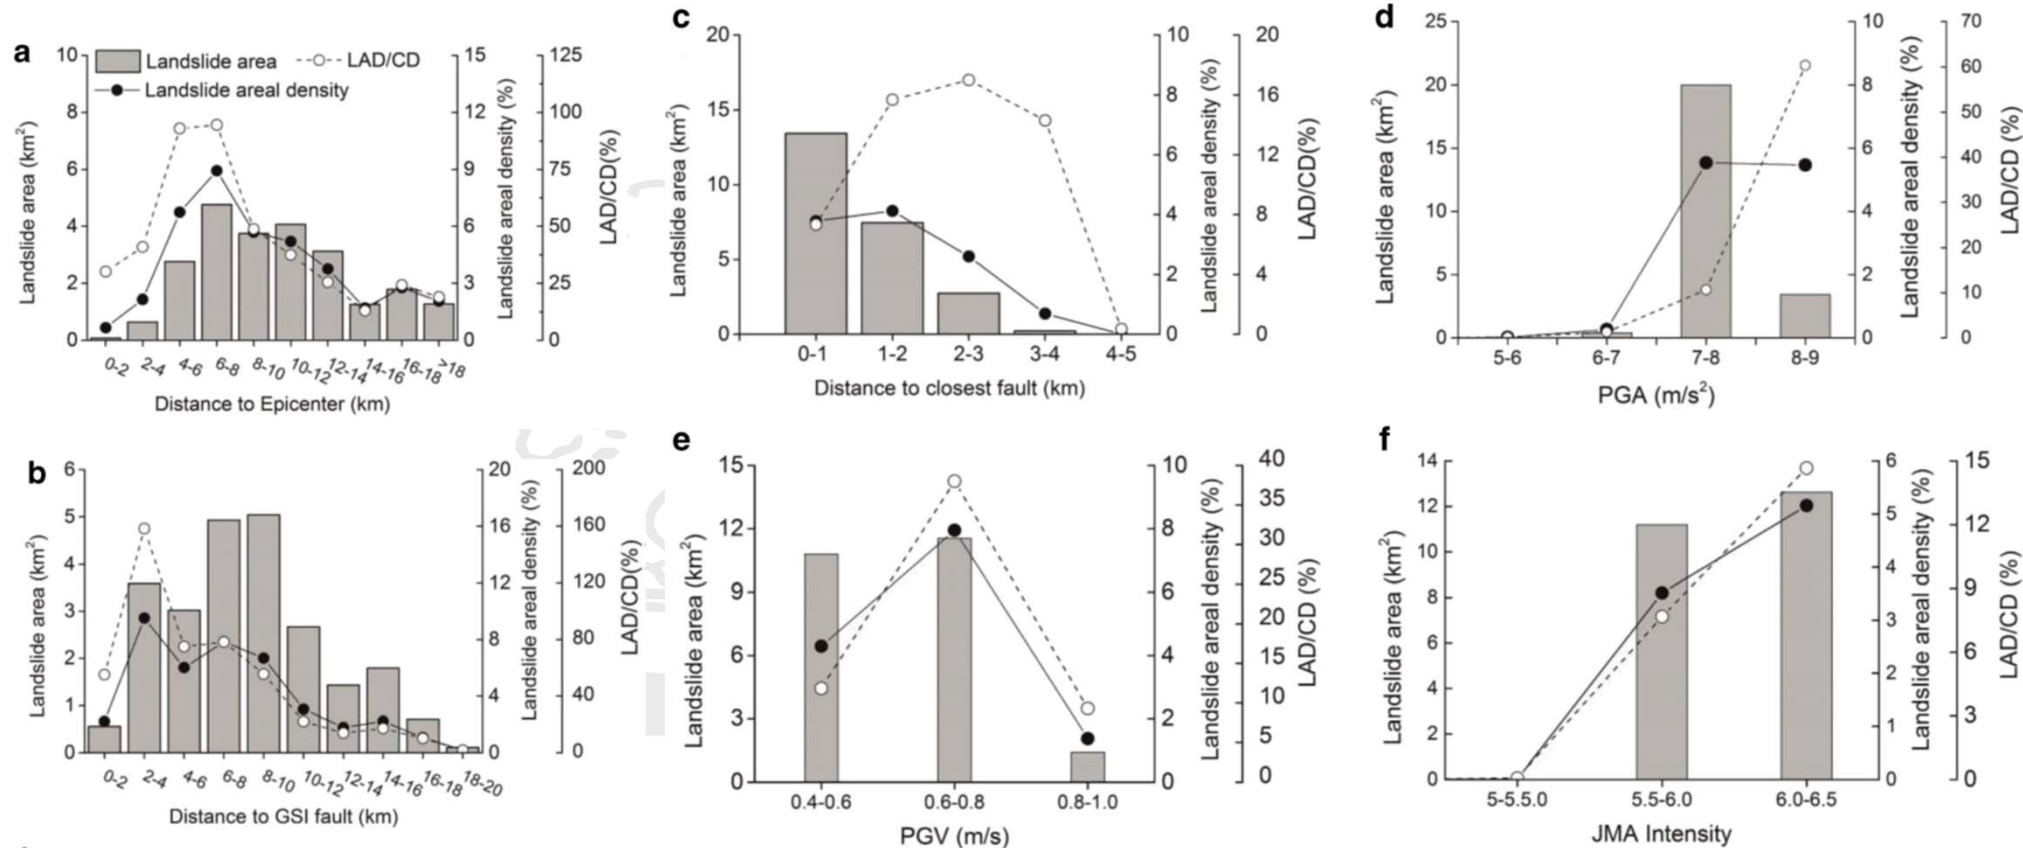 a
Landslide area
LAD/CD
Landslide areal density
10
8
6
4
2
0
15
12
9
6
3
0
125
100
75
50
25
0
Landslide area (km²)
Landslide areal density (%)
LAD/CD(%)
0-2 2-4 4-6 6-8 8-10 10-12 12-14 14-16 16-18 >18
Distance to Epicenter (km)
c
20
15
10
5
0
10
8
6
4
2
0
20
16
12
8
4
0
Landslide area (km²)
Landslide areal density (%)
LAD/CD(%)
0-1 1-2 2-3 3-4 4-5
Distance to closest fault (km)
d
25
20
15
10
5
0
10
8
6
4
2
0
70
60
50
40
30
20
10
0
Landslide area (km²)
Landslide areal density (%)
LAD/CD (%)
5-6 6-7 7-8 8-9
PGA (m/s²)
b
6
5
4
3
2
1
0
20
16
12
8
4
0
200
160
120
80
40
0
Landslide area (km²)
Landslide areal density (%)
LAD/CD(%)
0-2 2-4 4-6 6-8 8-10 10-12 12-14 14-16 16-18 18-20
Distance to GSI fault (km)
e
15
12
9
6
3
0
10
8
6
4
2
0
40
35
30
25
20
15
10
5
0
Landslide area (km²)
Landslide areal density (%)
LAD/CD (%)
0.4-0.6 0.6-0.8 0.8-1.0
PGV (m/s)
f
14
12
10
8
6
4
2
0
6
5
4
3
2
1
0
15
12
9
6
3
0
Landslide area (km²)
Landslide areal density (%)
LAD/CD (%)
5-5.5.0 5.5-6.0 6.0-6.5
JMA Intensity